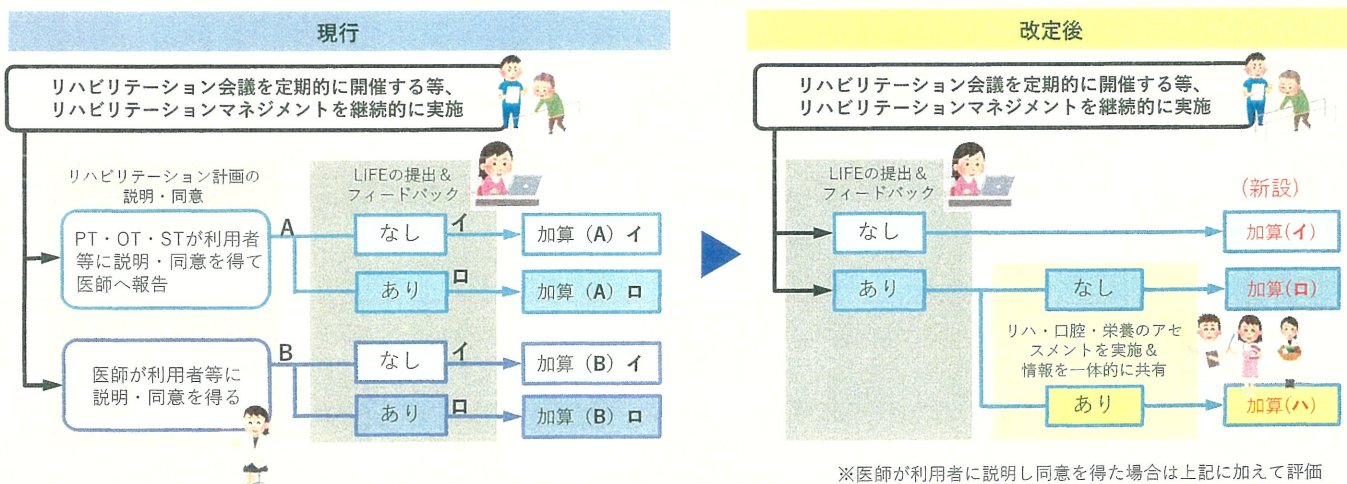 現行
リハビリテーション会議を定期的に開催する等、
リハビリテーションマネジメントを継続的に実施
リハビリテーション計画の
説明・同意
LIFEの提出＆
フィードバック
PT・OT・STが利用者
等に説明・同意を得て
医師へ報告
A
なし
イ
加算（A）イ
あり
ロ
加算（A）ロ
医師が利用者等に
説明・同意を得る
B
なし
イ
加算（B）イ
あり
ロ
加算（B）ロ
改定後
リハビリテーション会議を定期的に開催する等、
リハビリテーションマネジメントを継続的に実施
LIFEの提出＆
フィードバック
（新設）
なし
加算(イ)
あり
なし
加算(ロ)
リハ・口腔・栄養のアセ
スメントを実施＆
情報を一体的に共有
あり
加算(ハ)
※医師が利用者に説明し同意を得た場合は上記に加えて評価